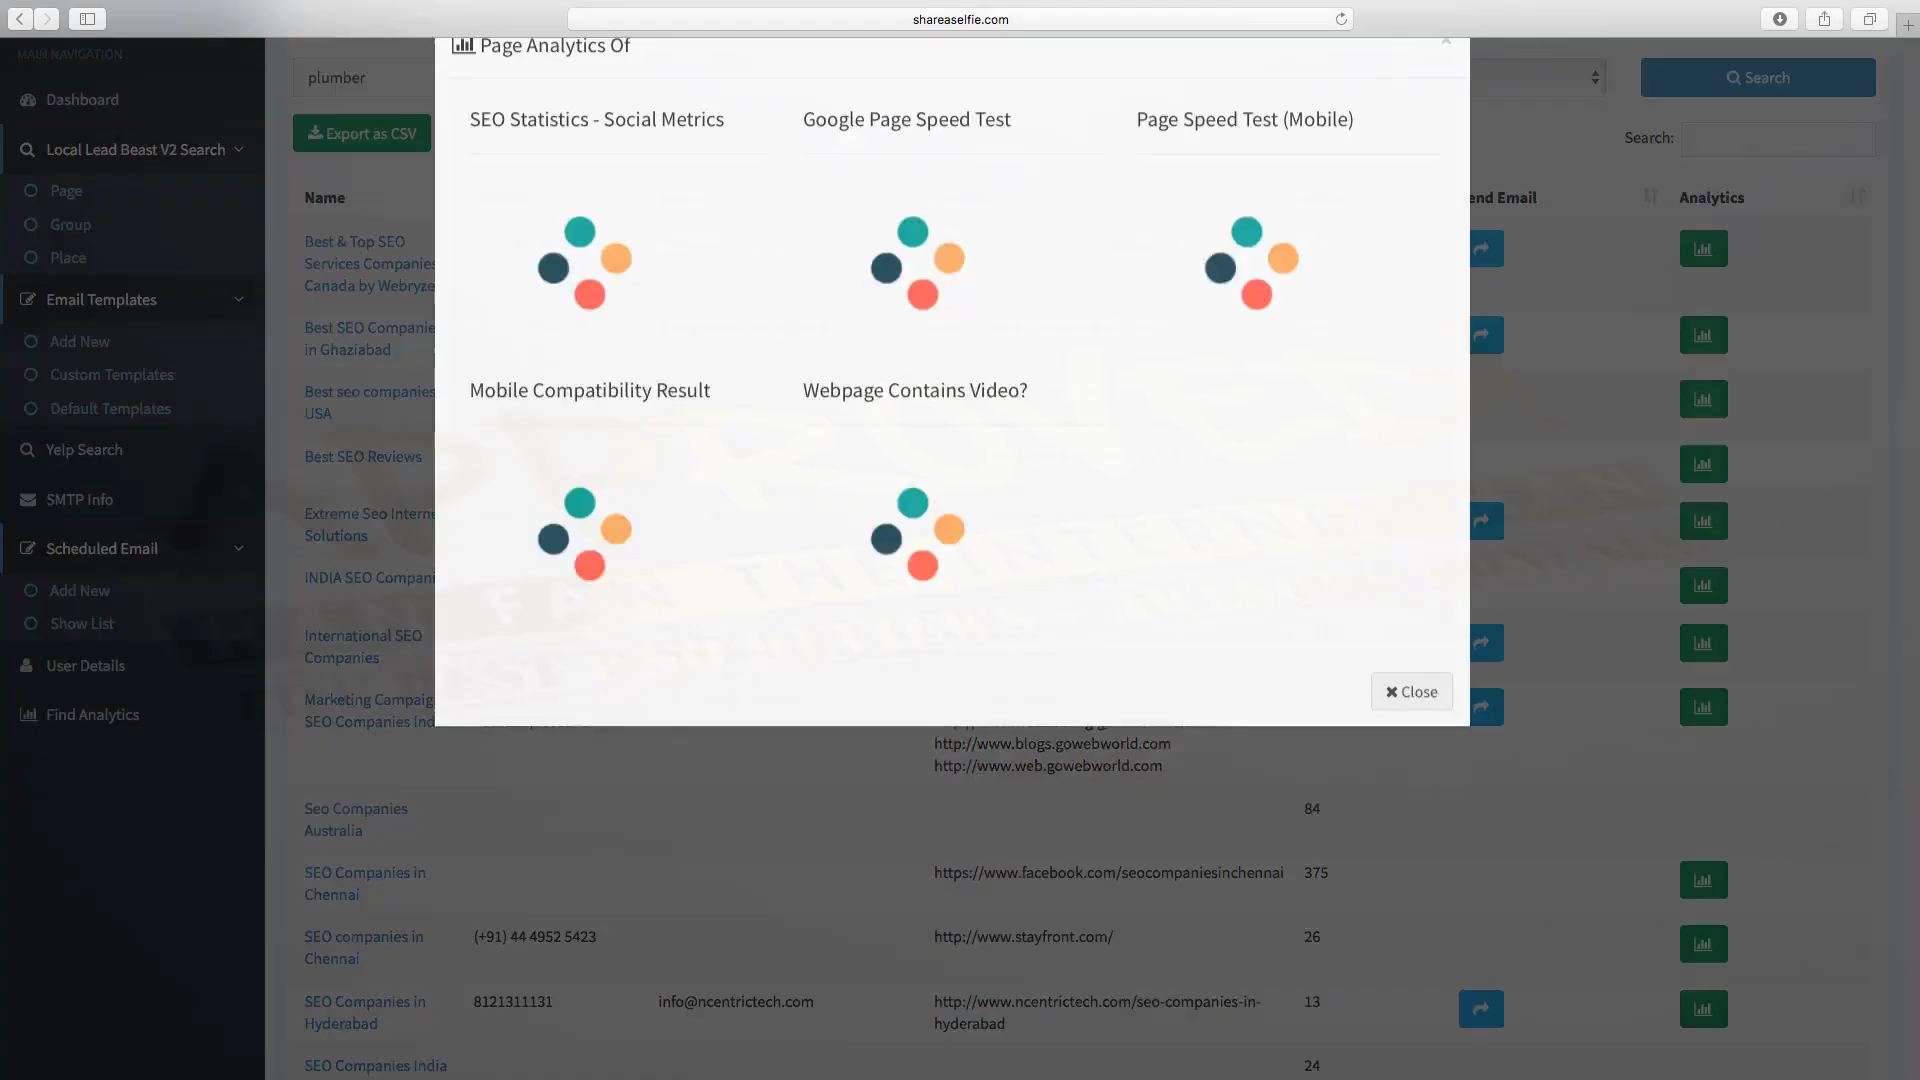 shareaselfie.com
MAIN NAVIGATION
Dashboard
Local Lead Beast V2 Search
Page
Group
Place
Email Templates
Add New
Custom Templates
Default Templates
Yelp Search
SMTP Info
Scheduled Email
Add New
Show List
User Details
Find Analytics
plumber
Search
Export as CSV
Search:
Page Analytics Of
SEO Statistics - Social Metrics
Google Page Speed Test
Page Speed Test (Mobile)
Mobile Compatibility Result
Webpage Contains Video?
Close
Name
end Email
Analytics
Best & Top SEO
Services Companies
Canada by Webryze
Best SEO Companie
in Ghaziabad
Best seo companies
USA
Best SEO Reviews
Extreme Seo Interne
Solutions
INDIA SEO Compani
International SEO
Companies
Marketing Campaig
SEO Companies Ind
http://www.blogs.gowebworld.com
http://www.web.gowebworld.com
Seo Companies
Australia
84
SEO Companies in
Chennai
https://www.facebook.com/seocompaniesinchennai
375
SEO companies in
Chennai
(+91) 44 4952 5423
http://www.stayfront.com/
26
SEO Companies in
Hyderabad
8121311131
info@ncentrictech.com
http://www.ncentrictech.com/seo-companies-in-
hyderabad
13
SEO Companies India
24